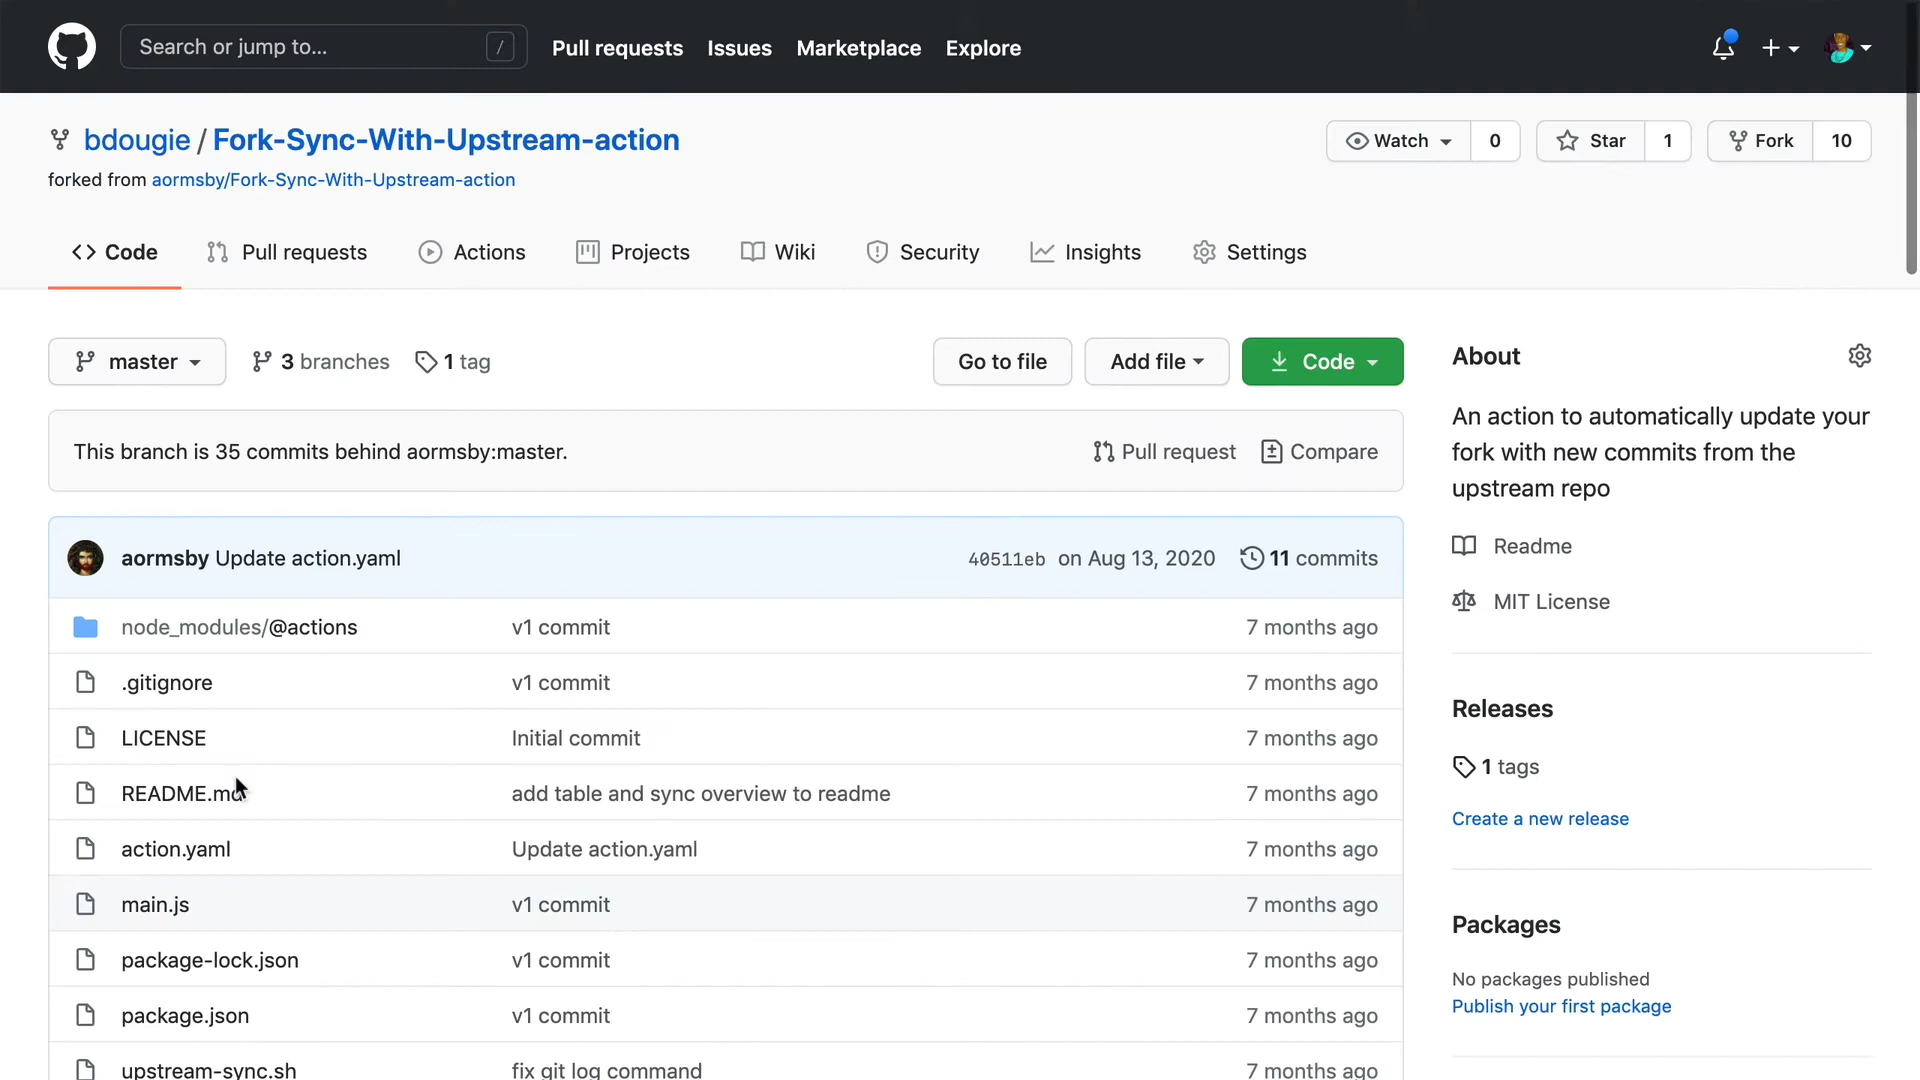 Search or jump to... /
Pull requests Issues Marketplace Explore
bdougie / Fork-Sync-With-Upstream-action
forked from aormsby/Fork-Sync-With-Upstream-action
Watch 0 Star 1 Fork 10
Code Pull requests Actions Projects Wiki Security Insights Settings
master 3 branches 1 tag
Go to file Add file Code
This branch is 35 commits behind aormsby:master.
Pull request Compare
aormsby Update action.yaml 40511eb on Aug 13, 2020 11 commits
node_modules/@actions v1 commit 7 months ago
.gitignore v1 commit 7 months ago
LICENSE Initial commit 7 months ago
README.md add table and sync overview to readme 7 months ago
action.yaml Update action.yaml 7 months ago
main.js v1 commit 7 months ago
package-lock.json v1 commit 7 months ago
package.json v1 commit 7 months ago
upstream-sync.sh fix git log command 7 months ago
About
An action to automatically update your
fork with new commits from the
upstream repo
Readme
MIT License
Releases
1 tags
Create a new release
Packages
No packages published
Publish your first package